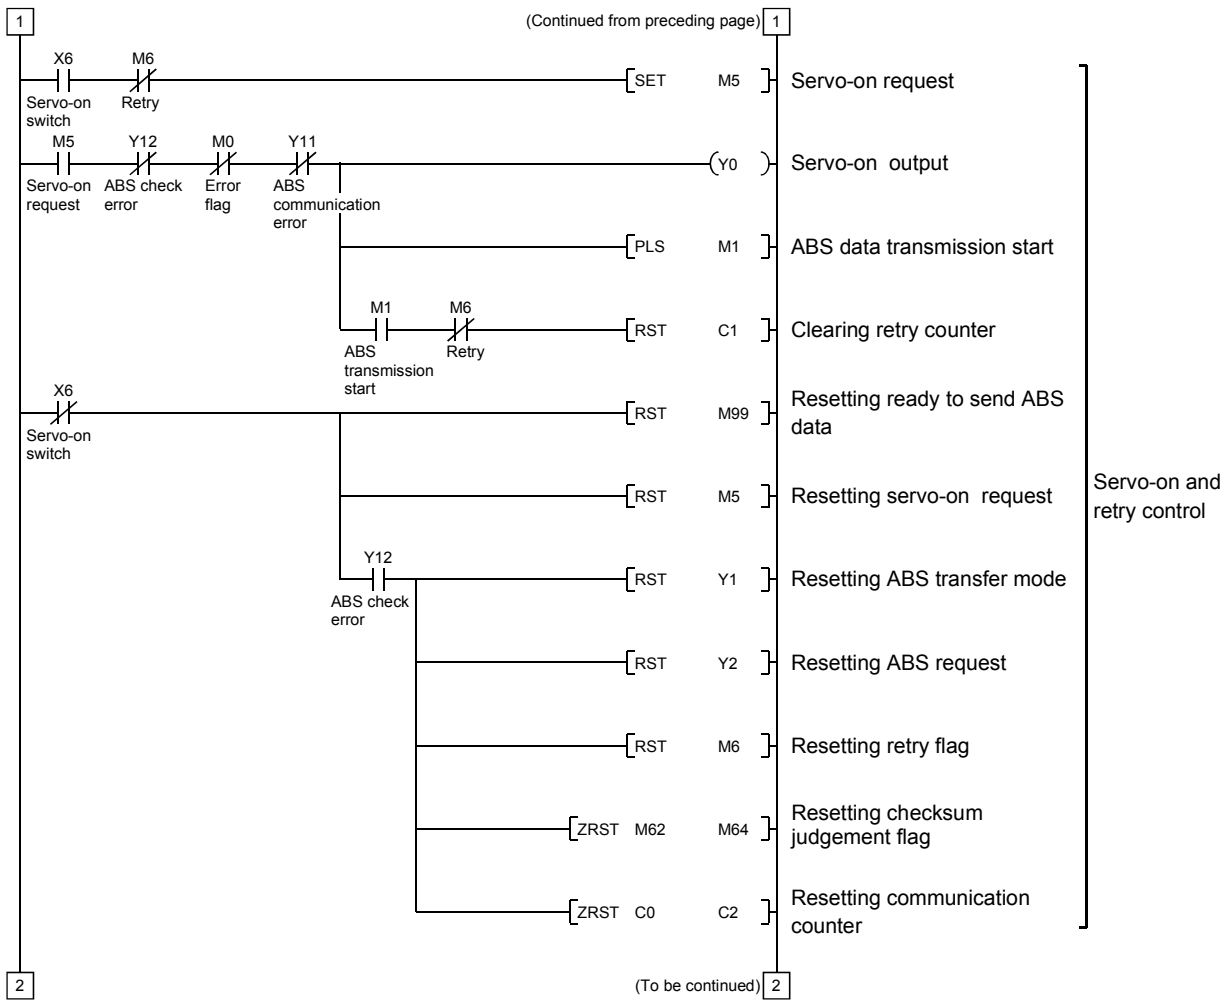 1
(Continued from preceding page)
1
X6
M6
SET M5
Servo-on request
Servo-on
switch
Retry
M5
Y12
M0
Y11
Y0
Servo-on output
Servo-on
request
ABS check
error
Error
flag
ABS
communication
error
PLS M1
ABS data transmission start
M1
M6
RST C1
Clearing retry counter
ABS
transmission
start
Retry
X6
RST M99
Resetting ready to send ABS
data
Servo-on
switch
RST M5
Resetting servo-on request
Servo-on and
retry control
Y12
RST Y1
Resetting ABS transfer mode
ABS check
error
RST Y2
Resetting ABS request
RST M6
Resetting retry flag
ZRST M62 M64
Resetting checksum
judgement flag
ZRST C0 C2
Resetting communication
counter
2
(To be continued)
2